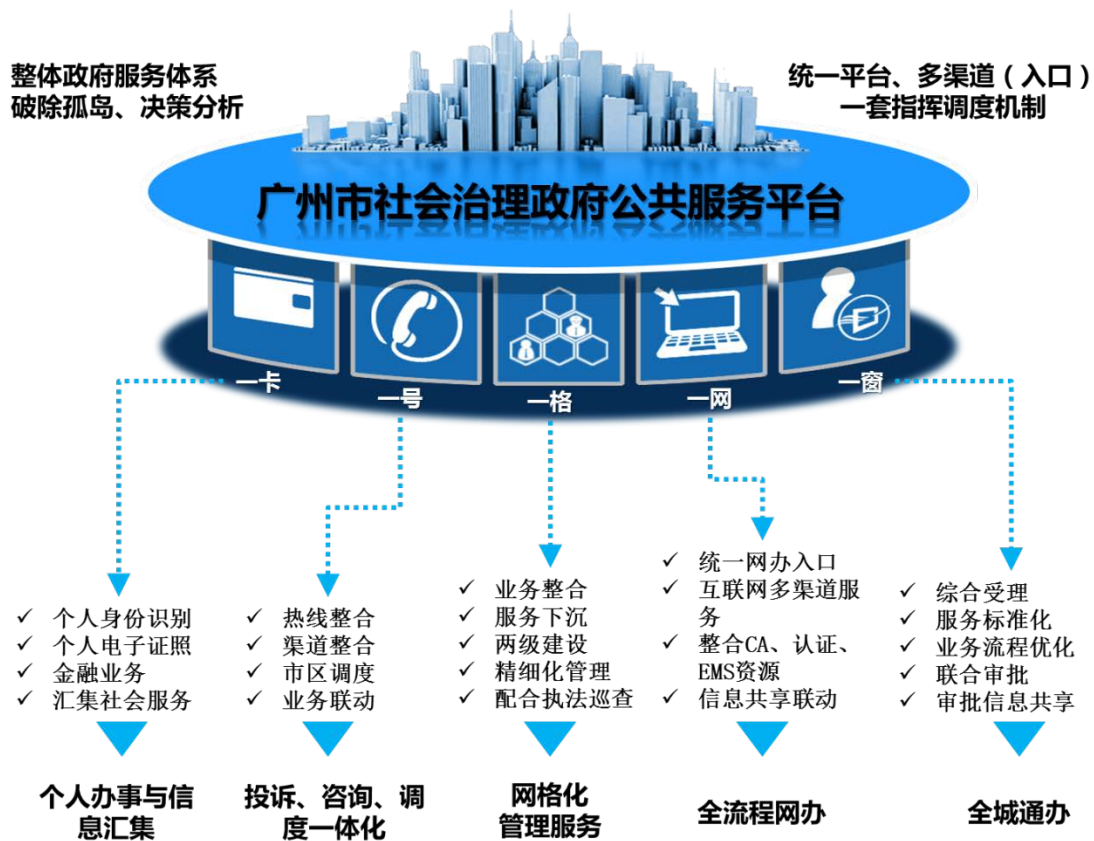 整体政府服务体系
破除孤岛、决策分析
统一平台、多渠道（入口）
一套指挥调度机制
广州市社会治理政府公共服务平台
一卡
一号
一格
一网
一窗
✓ 个人身份识别
✓ 个人电子证照
✓ 金融业务
✓ 汇集社会服务
个人办事与信
息汇集
✓ 热线整合
✓ 渠道整合
✓ 市区调度
✓ 业务联动
投诉、咨询、调
度一体化
✓ 业务整合
✓ 服务下沉
✓ 两级建设
✓ 精细化管理
✓ 配合执法巡查
网格化
管理服务
✓ 统一网办入口
✓ 互联网多渠道服
务
✓ 整合CA、认证、
EMS资源
✓ 信息共享联动
全流程网办
✓ 综合受理
✓ 服务标准化
✓ 业务流程优化
✓ 联合审批
✓ 审批信息共享
全城通办